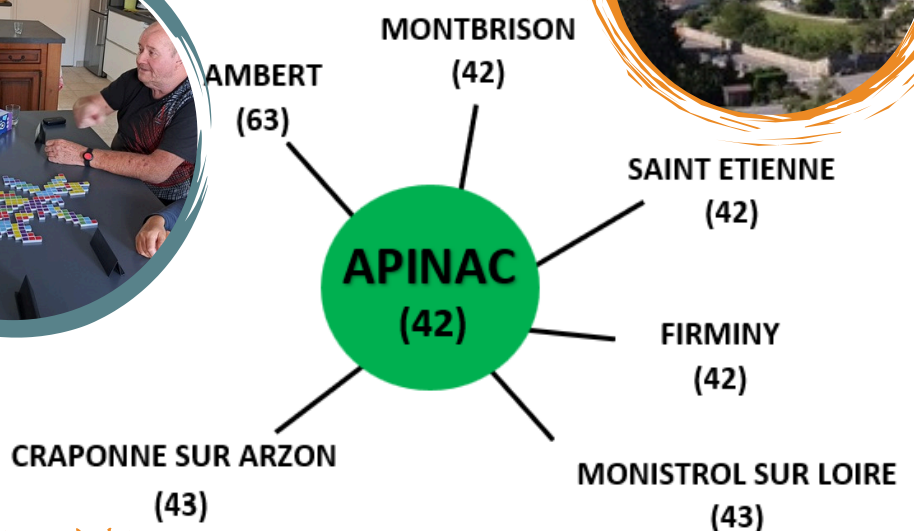 MONTBRISON
(42)
AMBERT
(63)
SAINT ETIENNE
(42)
APINAC
(42)
FIRMINY
(42)
CRAPONNE SUR ARZON
(43)
MONISTROL SUR LOIRE
(43)